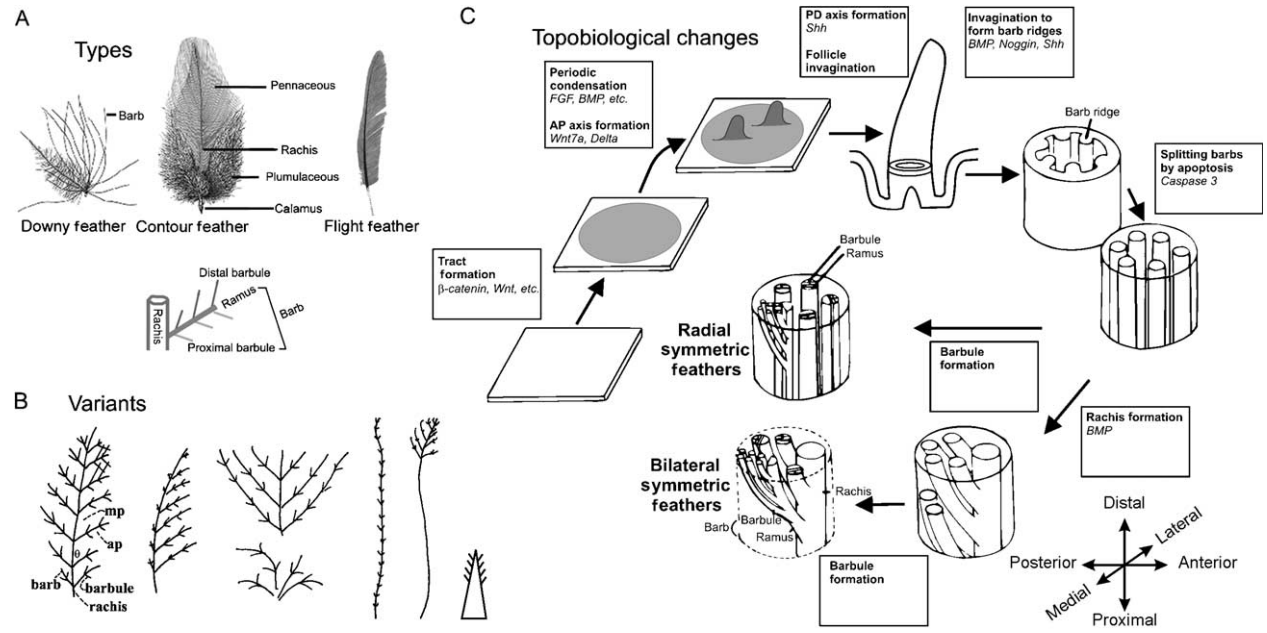 A
Types
Barb
Pennaceous
Rachis
Plumulaceous
Calamus
Downy feather
Contour feather
Flight feather
Distal barbule
Ramus
Barb
Rachis
Proximal barbule
B
Variants
mp
ap
θ
barb
barbule
rachis
C
Topobiological changes
Tract
formation
β-catenin, Wnt, etc.
Periodic
condensation
FGF, BMP, etc.
AP axis formation
Wnt7a, Delta
PD axis formation
Shh
Follicle
invagination
Invagination to
form barb ridges
BMP, Noggin, Shh
Barb ridge
Splitting barbs
by apoptosis
Caspase 3
Barbule
Ramus
Radial
symmetric
feathers
Barbule
formation
Rachis formation
BMP
Bilateral
symmetric
feathers
Rachis
Barb
Barbule
Ramus
Barbule
formation
Distal
Lateral
Posterior
Anterior
Medial
Proximal